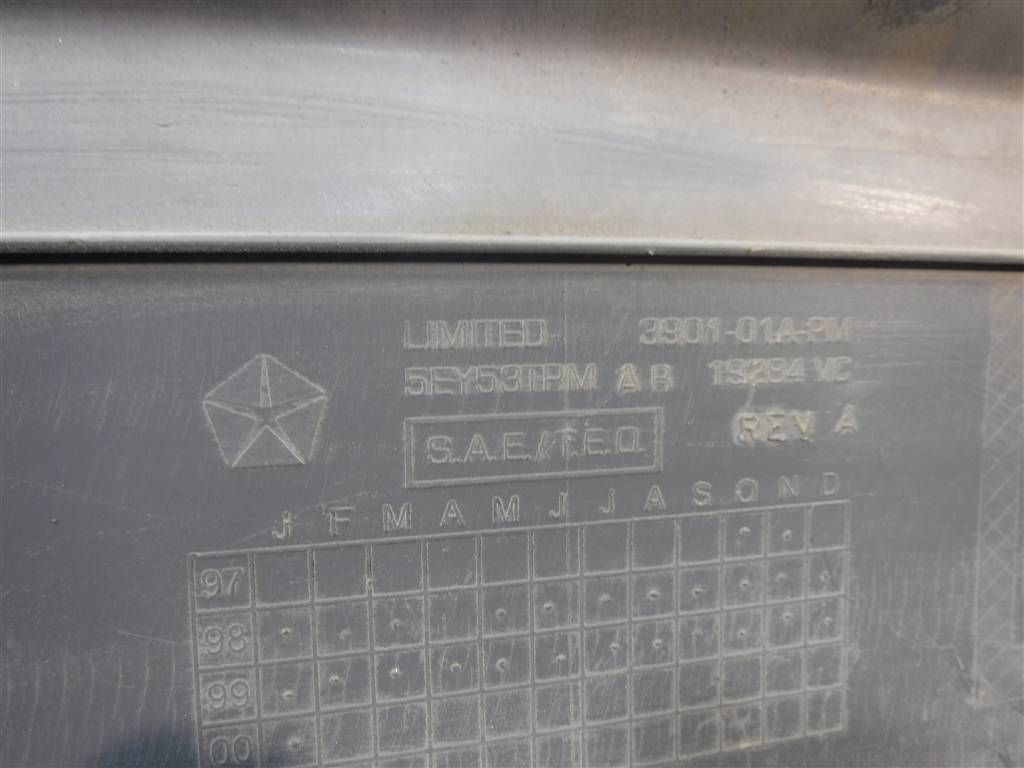 LIMITED 3901-01A-PM
5EY53TRM AB 19284 VC
S.A.E./T.E.O. REV A
J F M A M J J A S O N D
97
98
99
00